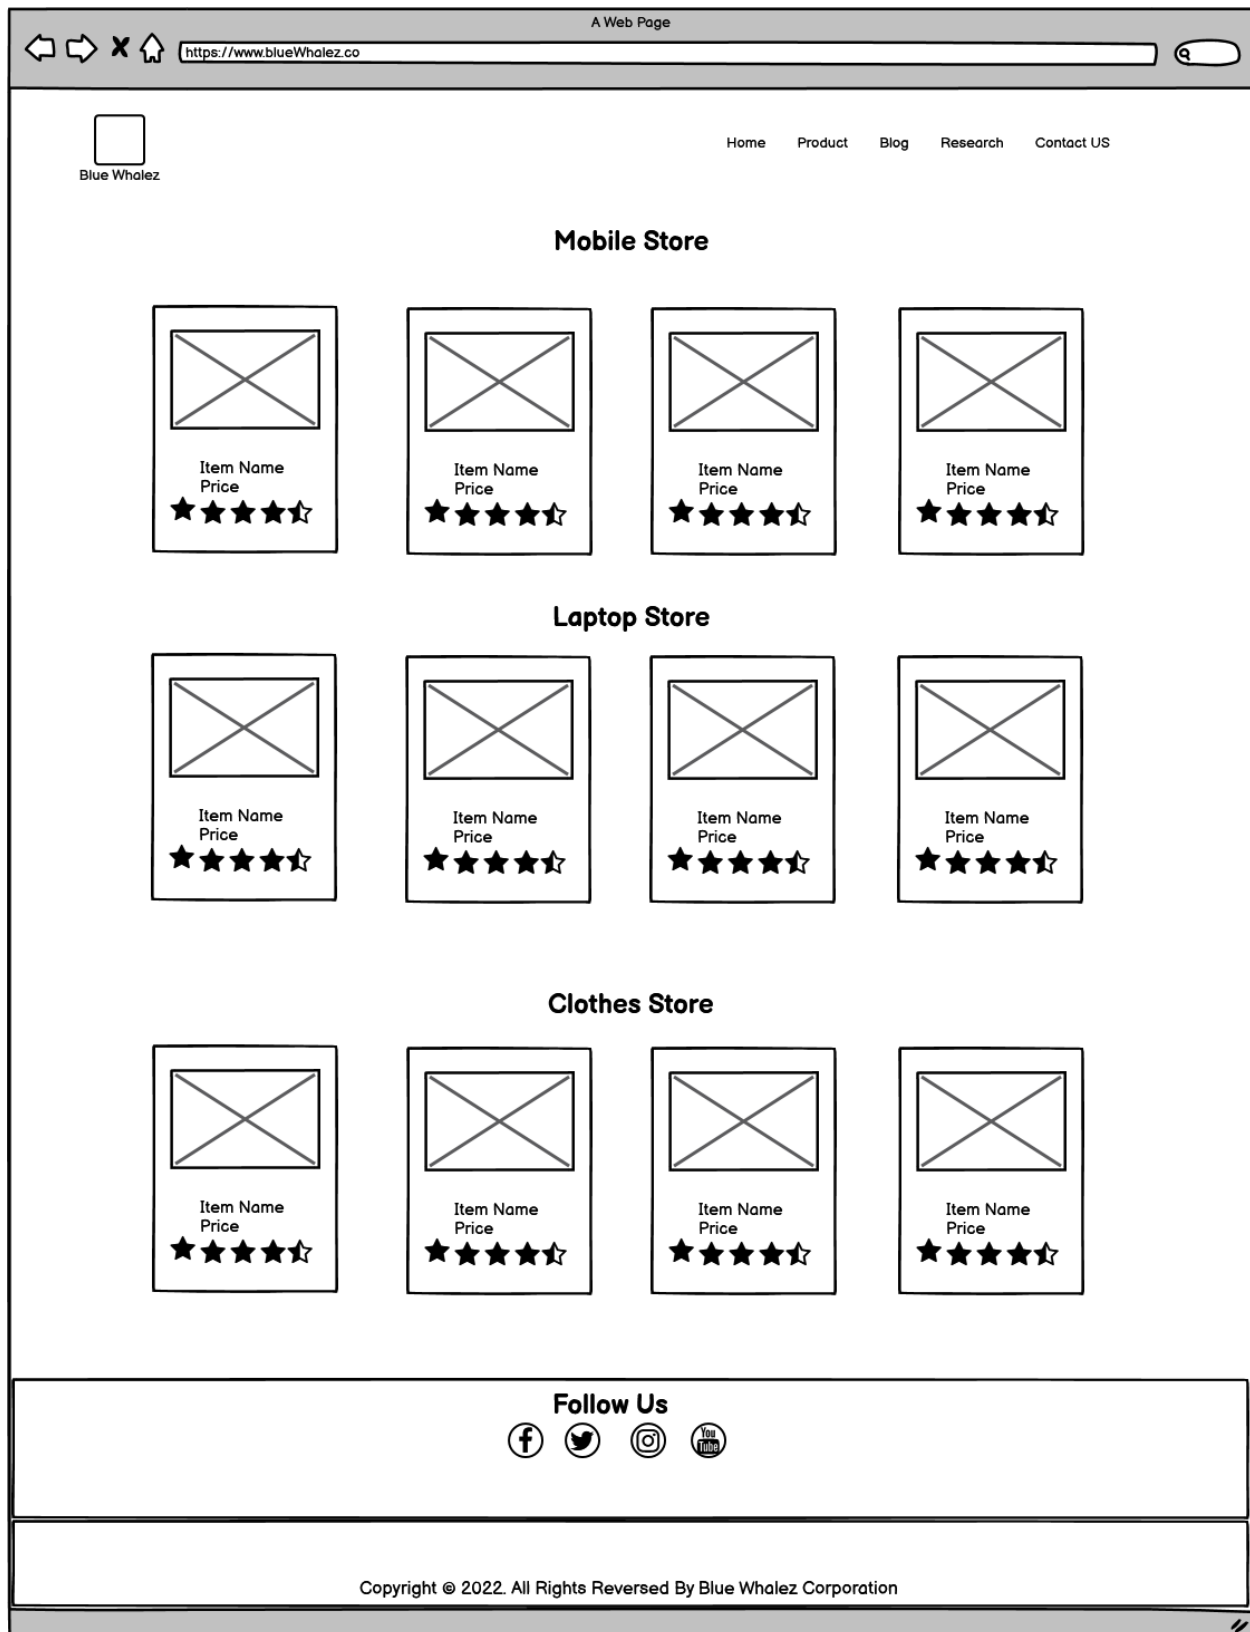 A Web Page
https://www.blueWhalez.co
Home Product Blog Research Contact US
Blue Whalez
Mobile Store
Item Name Item Name Item Name Item Name
Price Price Price Price
Laptop Store
Item Name Item Name Item Name Item Name
Price Price Price Price
Clothes Store
Item Name Item Name Item Name Item Name
Price Price Price Price
Follow Us
You
Tube
Copyright © 2022. All Rights Reversed By Blue Whalez Corporation